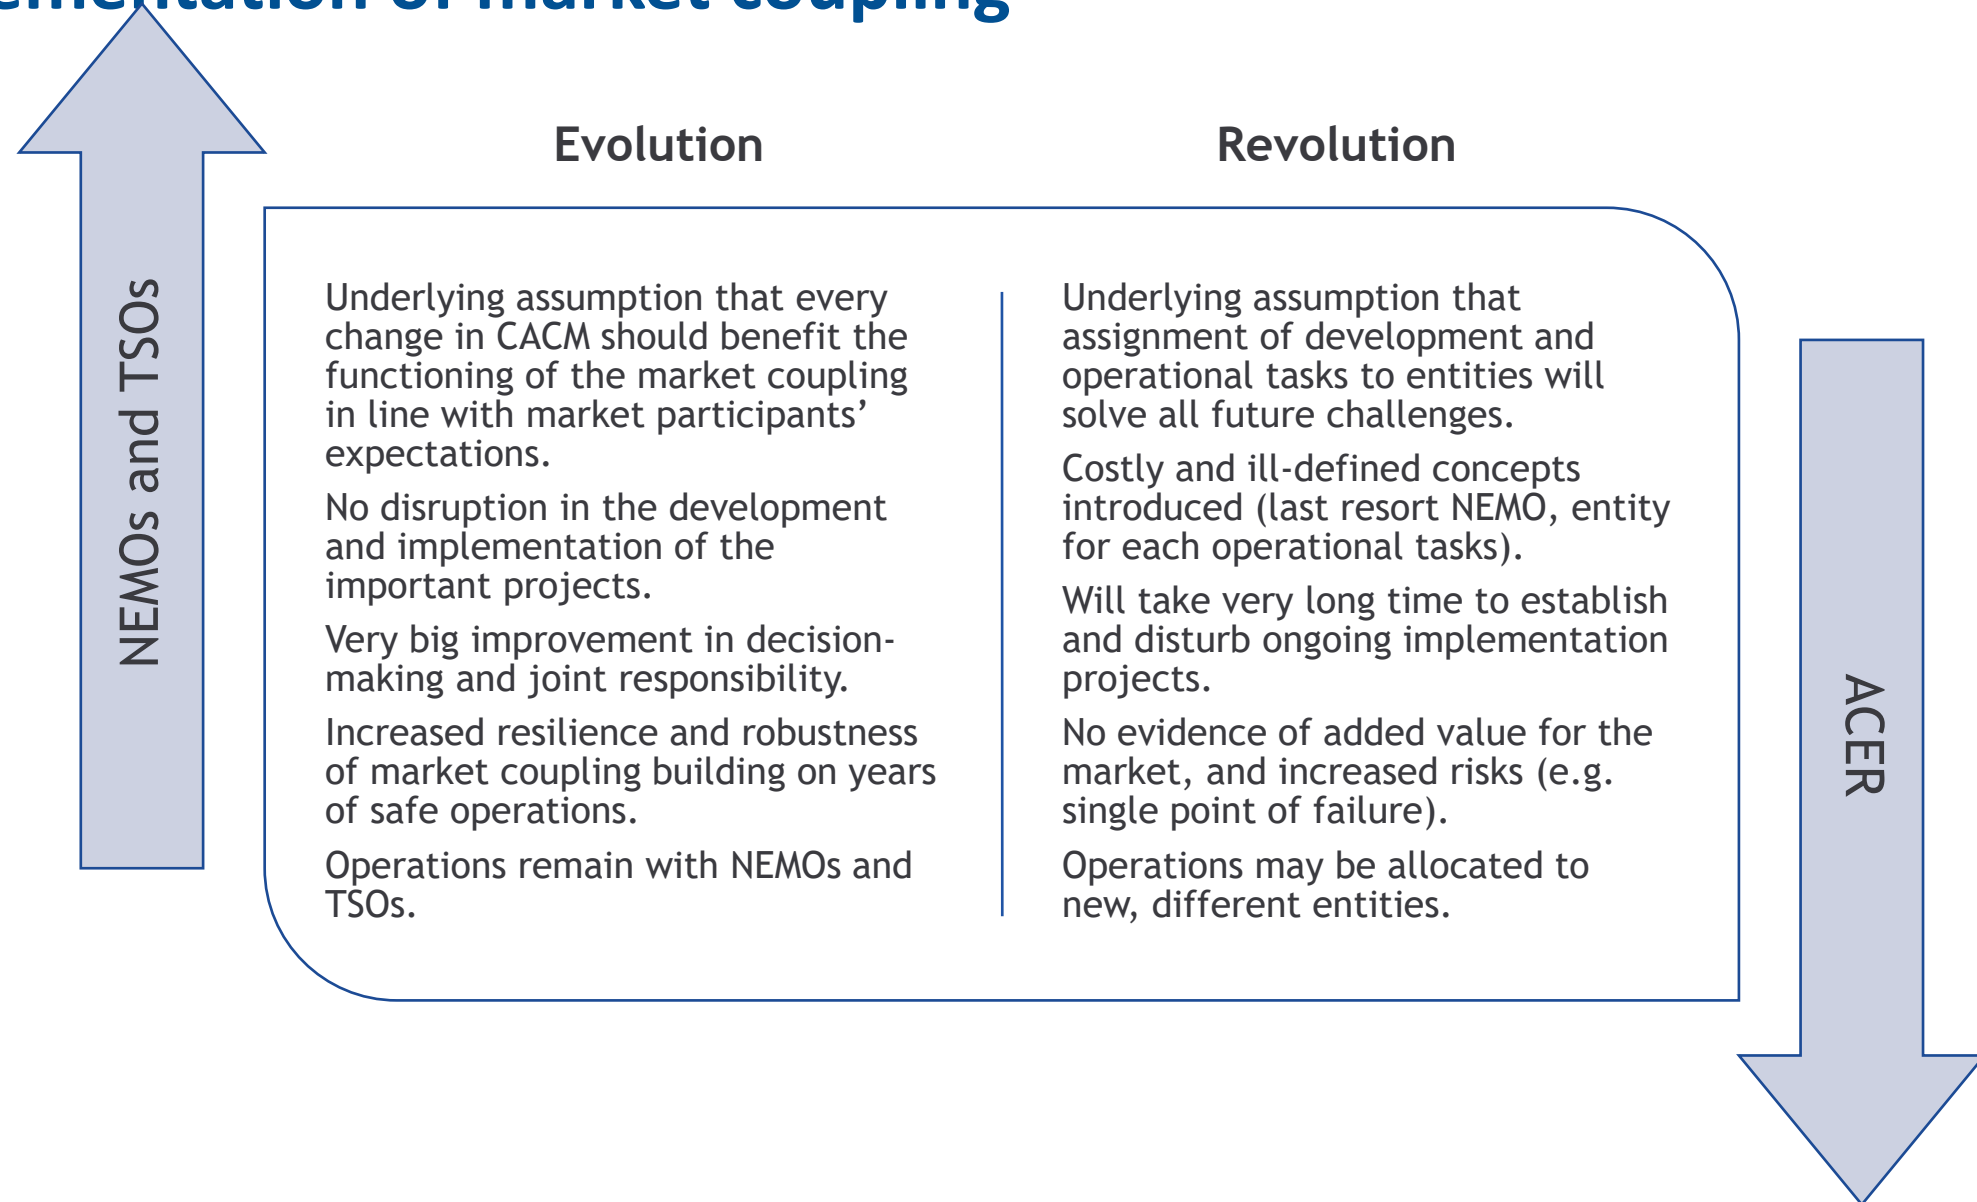 ementation of market coupling
NEMOs and TSOs
Evolution
Underlying assumption that every
change in CACM should benefit the
functioning of the market coupling
in line with market participants’
expectations.
No disruption in the development
and implementation of the
important projects.
Very big improvement in decision-
making and joint responsibility.
Increased resilience and robustness
of market coupling building on years
of safe operations.
Operations remain with NEMOs and
TSOs.
Revolution
Underlying assumption that
assignment of development and
operational tasks to entities will
solve all future challenges.
Costly and ill-defined concepts
introduced (last resort NEMO, entity
for each operational tasks).
Will take very long time to establish
and disturb ongoing implementation
projects.
No evidence of added value for the
market, and increased risks (e.g.
single point of failure).
Operations may be allocated to
new, different entities.
ACER